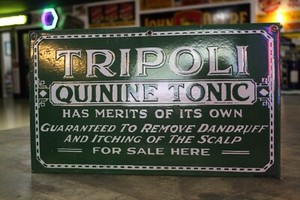 TRIPOLI
QUININE TONIC
HAS MERITS OF ITS OWN
GUARANTEED TO REMOVE DANDRUFF
AND ITCHING OF THE SCALP
FOR SALE HERE